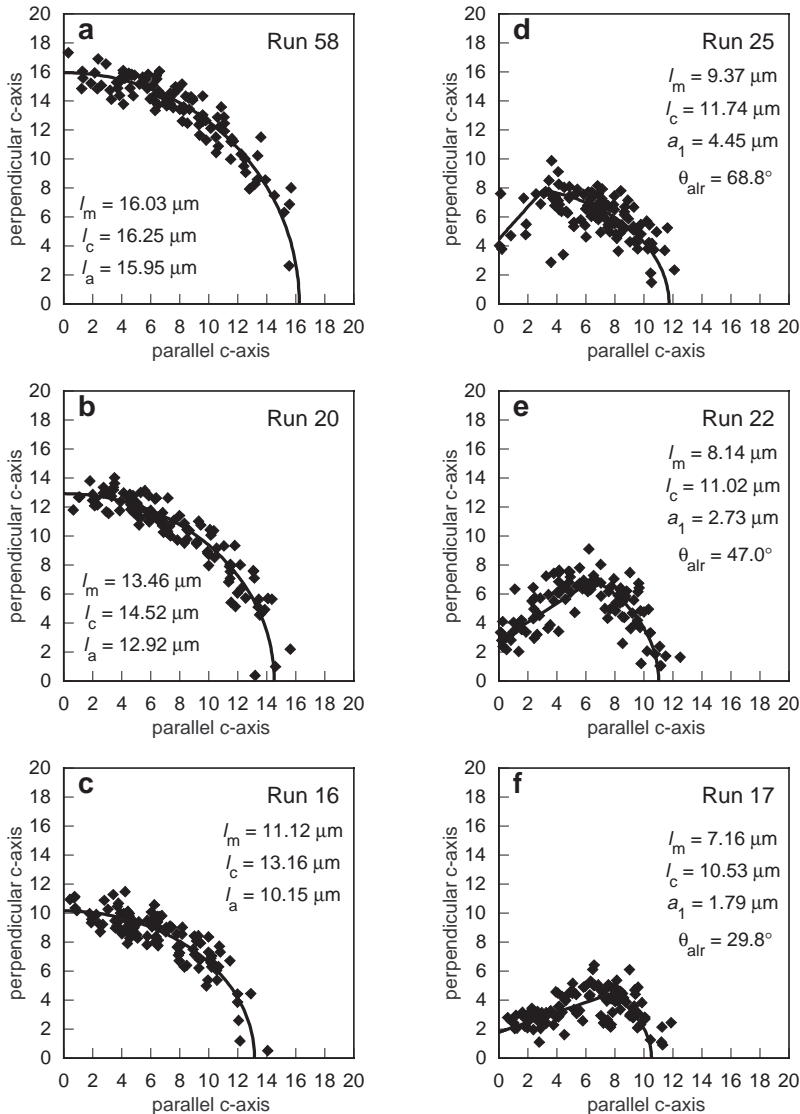 a
Run 58
l_m = 16.03 μm
l_c = 16.25 μm
l_a = 15.95 μm
perpendicular c-axis
20
18
16
14
12
10
8
6
4
2
0
0 2 4 6 8 10 12 14 16 18 20
parallel c-axis
d
Run 25
l_m = 9.37 μm
l_c = 11.74 μm
a_1 = 4.45 μm
θ_alr = 68.8°
perpendicular c-axis
20
18
16
14
12
10
8
6
4
2
0
0 2 4 6 8 10 12 14 16 18 20
parallel c-axis
b
Run 20
l_m = 13.46 μm
l_c = 14.52 μm
l_a = 12.92 μm
perpendicular c-axis
20
18
16
14
12
10
8
6
4
2
0
0 2 4 6 8 10 12 14 16 18 20
parallel c-axis
e
Run 22
l_m = 8.14 μm
l_c = 11.02 μm
a_1 = 2.73 μm
θ_alr = 47.0°
perpendicular c-axis
20
18
16
14
12
10
8
6
4
2
0
0 2 4 6 8 10 12 14 16 18 20
parallel c-axis
c
Run 16
l_m = 11.12 μm
l_c = 13.16 μm
l_a = 10.15 μm
perpendicular c-axis
20
18
16
14
12
10
8
6
4
2
0
0 2 4 6 8 10 12 14 16 18 20
parallel c-axis
f
Run 17
l_m = 7.16 μm
l_c = 10.53 μm
a_1 = 1.79 μm
θ_alr = 29.8°
perpendicular c-axis
20
18
16
14
12
10
8
6
4
2
0
0 2 4 6 8 10 12 14 16 18 20
parallel c-axis